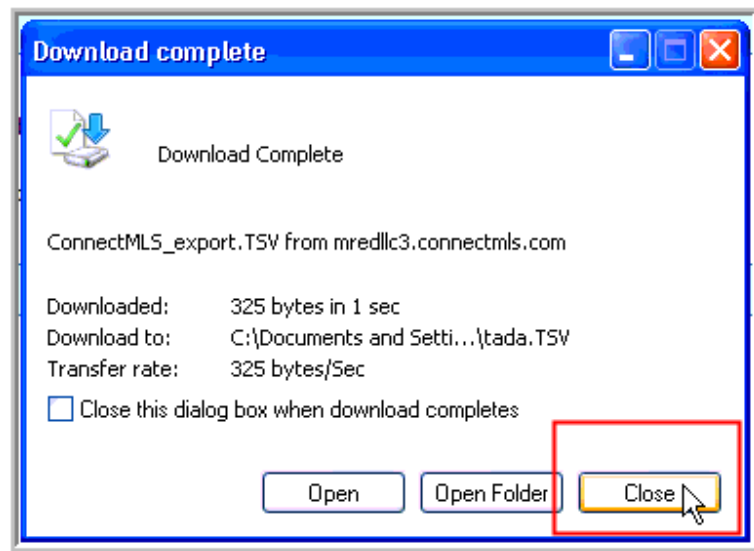 Download complete
Download Complete
ConnectMLS_export.TSV from mredllc3.connectmls.com
Downloaded: 325 bytes in 1 sec
Download to: C:\Documents and Setti...\tada.TSV
Transfer rate: 325 bytes/Sec
Close this dialog box when download completes
Open Open Folder Close